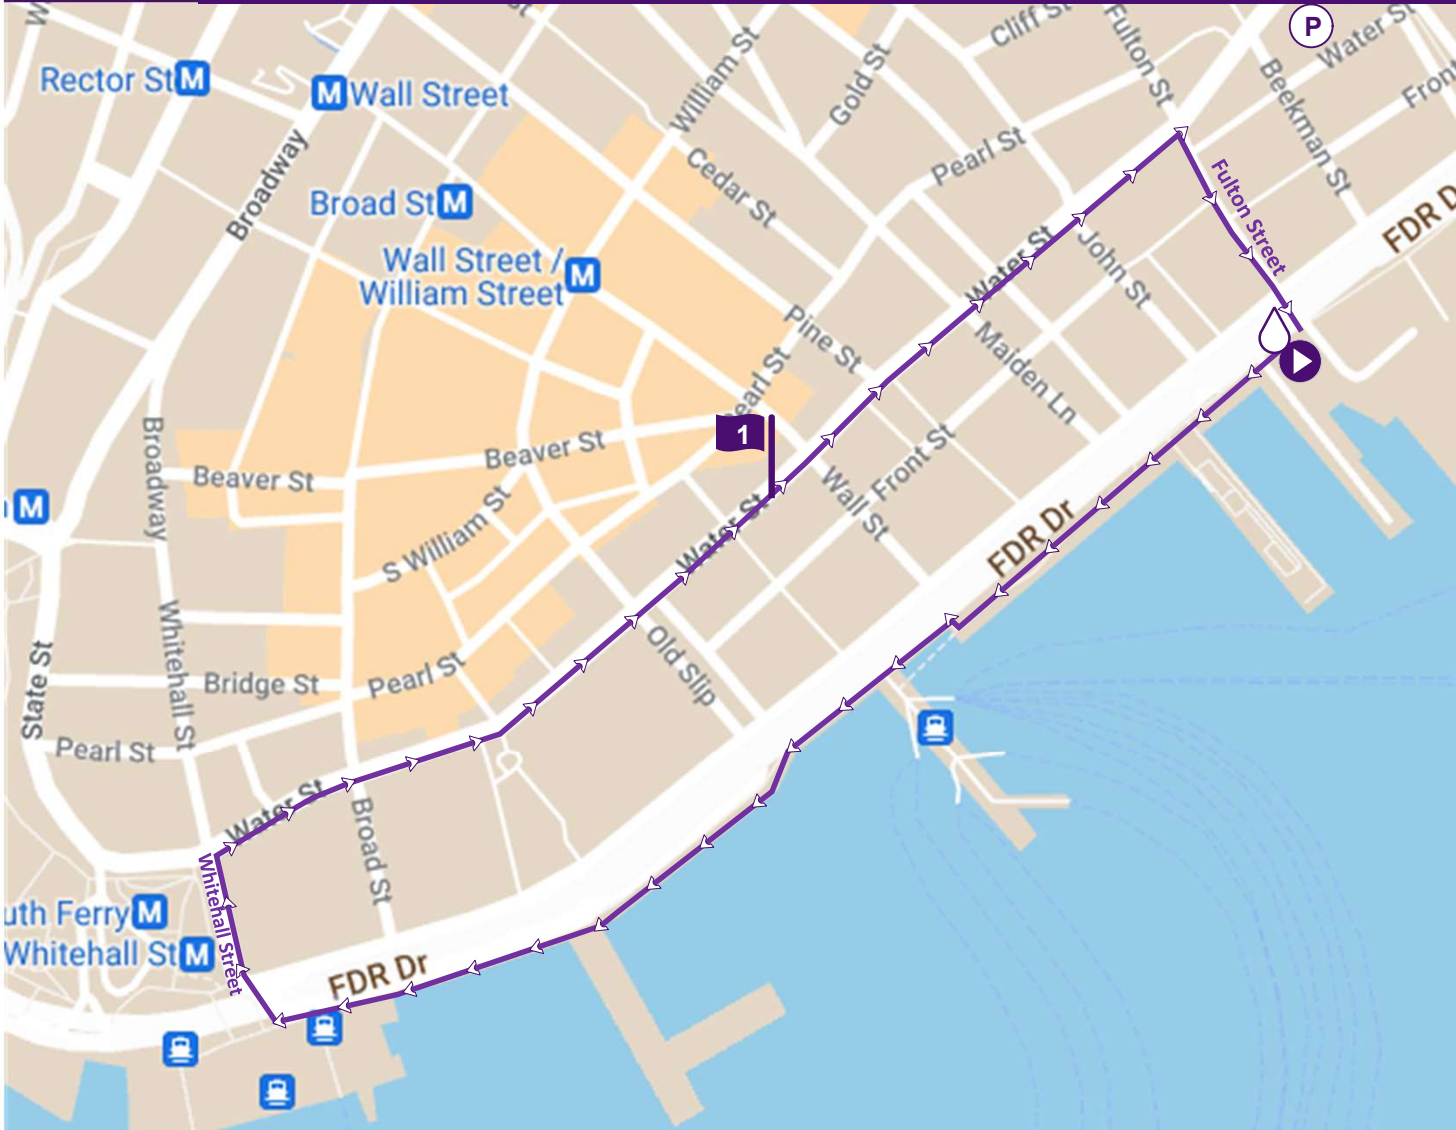 P
Cliff St
Fulton St
Water St
Front
William St
Gold St
Beekman St
Rector St M
M Wall Street
Broadway
Pearl St
Cedar St
Fulton Street
Broad St M
FDR D
Wall Street /
William Street M
Water St
John St
Pine St
Maiden Ln
Pearl St
1
Broadway
Beaver St
Beaver St
Wall St
Front St
M
S William St
Water St
FDR Dr
Whitehall St
Old Slip
State St
Bridge St
Pearl St
Pearl St
Water St
Broad St
Whitehall Street
uth Ferry M
Whitehall St M
FDR Dr